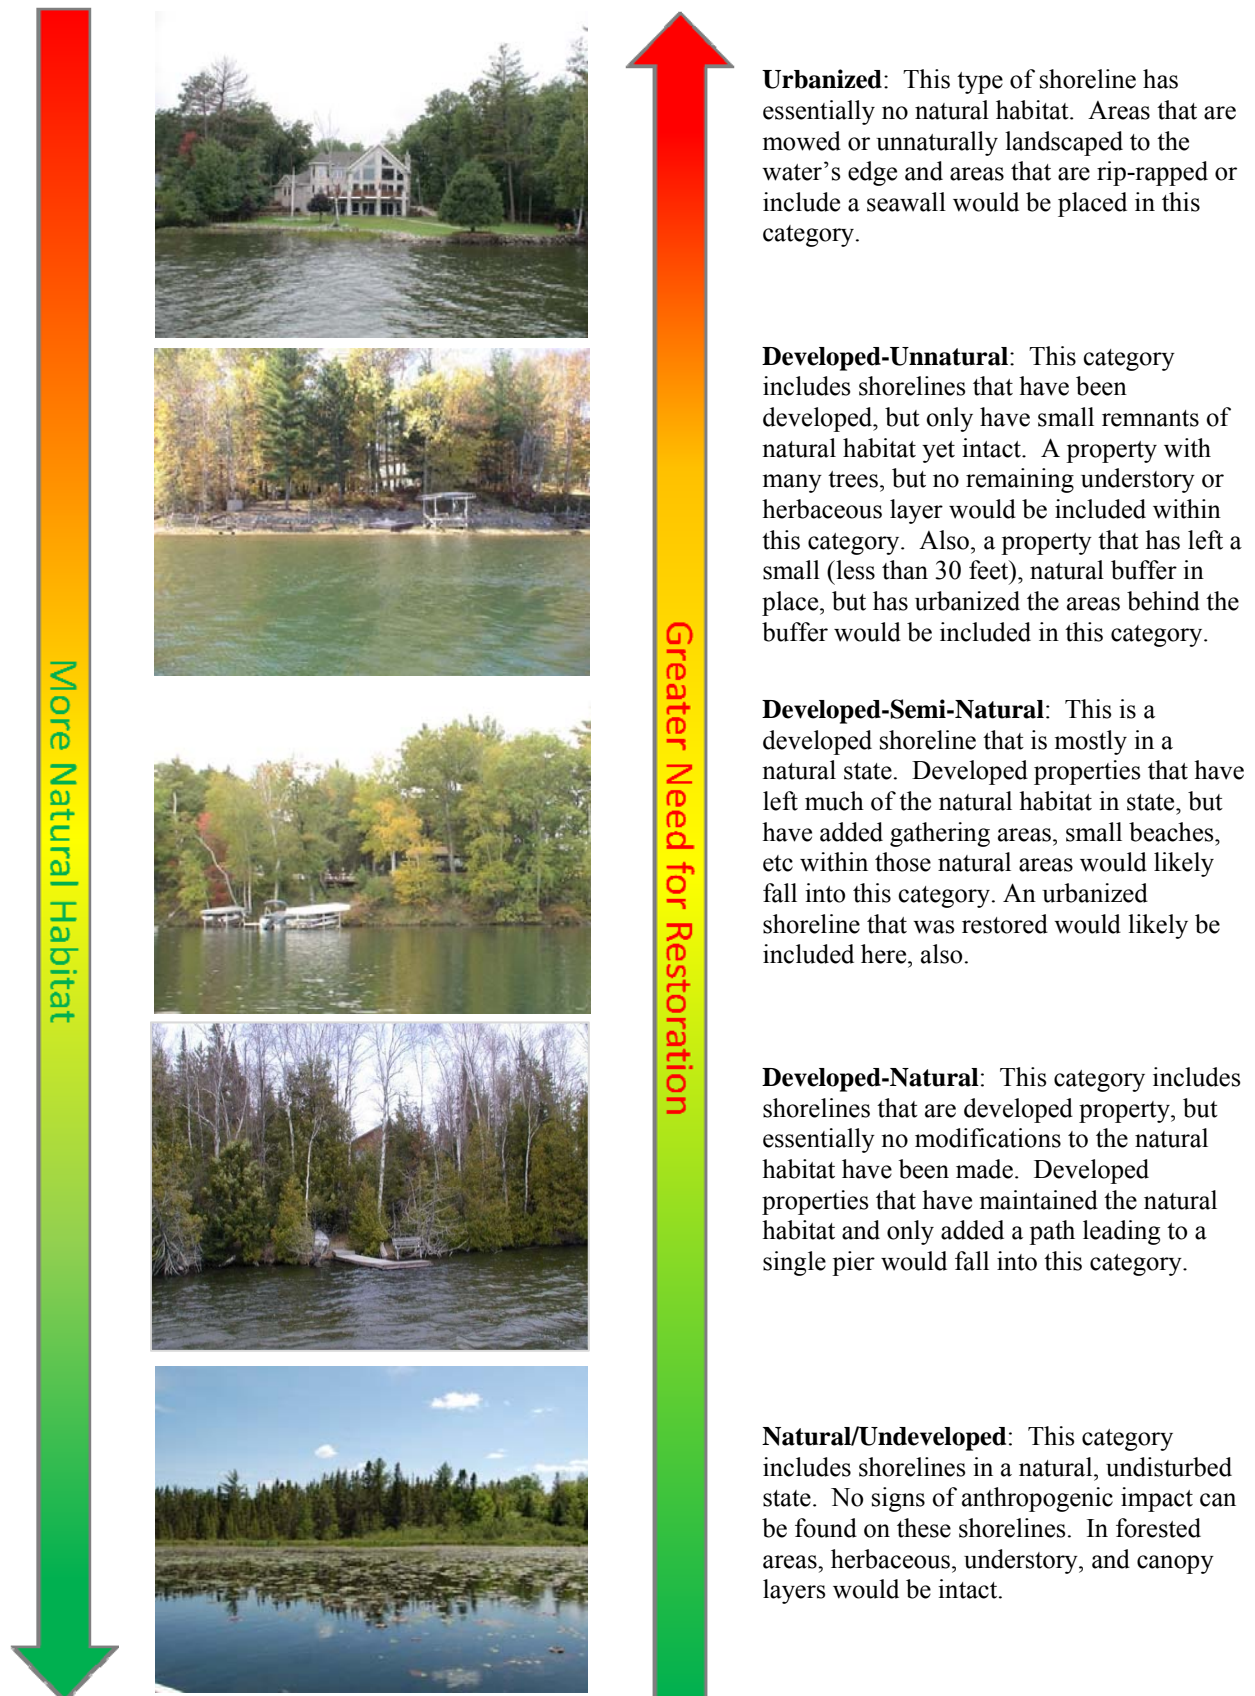 Urbanized: This type of shoreline has
essentially no natural habitat. Areas that are
mowed or unnaturally landscaped to the
water's edge and areas that are rip-rapped or
include a seawall would be placed in this
category.
Developed-Unnatural: This category
includes shorelines that have been
developed, but only have small remnants of
natural habitat yet intact. A property with
many trees, but no remaining understory or
herbaceous layer would be included within
this category. Also, a property that has left a
small (less than 30 feet), natural buffer in
place, but has urbanized the areas behind the
buffer would be included in this category.
More Natural Habitat
Greater Need for Restoration
Developed-Semi-Natural: This is a
developed shoreline that is mostly in a
natural state. Developed properties that have
left much of the natural habitat in state, but
have added gathering areas, small beaches,
etc within those natural areas would likely
fall into this category. An urbanized
shoreline that was restored would likely be
included here, also.
Developed-Natural: This category includes
shorelines that are developed property, but
essentially no modifications to the natural
habitat have been made. Developed
properties that have maintained the natural
habitat and only added a path leading to a
single pier would fall into this category.
Natural/Undeveloped: This category
includes shorelines in a natural, undisturbed
state. No signs of anthropogenic impact can
be found on these shorelines. In forested
areas, herbaceous, understory, and canopy
layers would be intact.